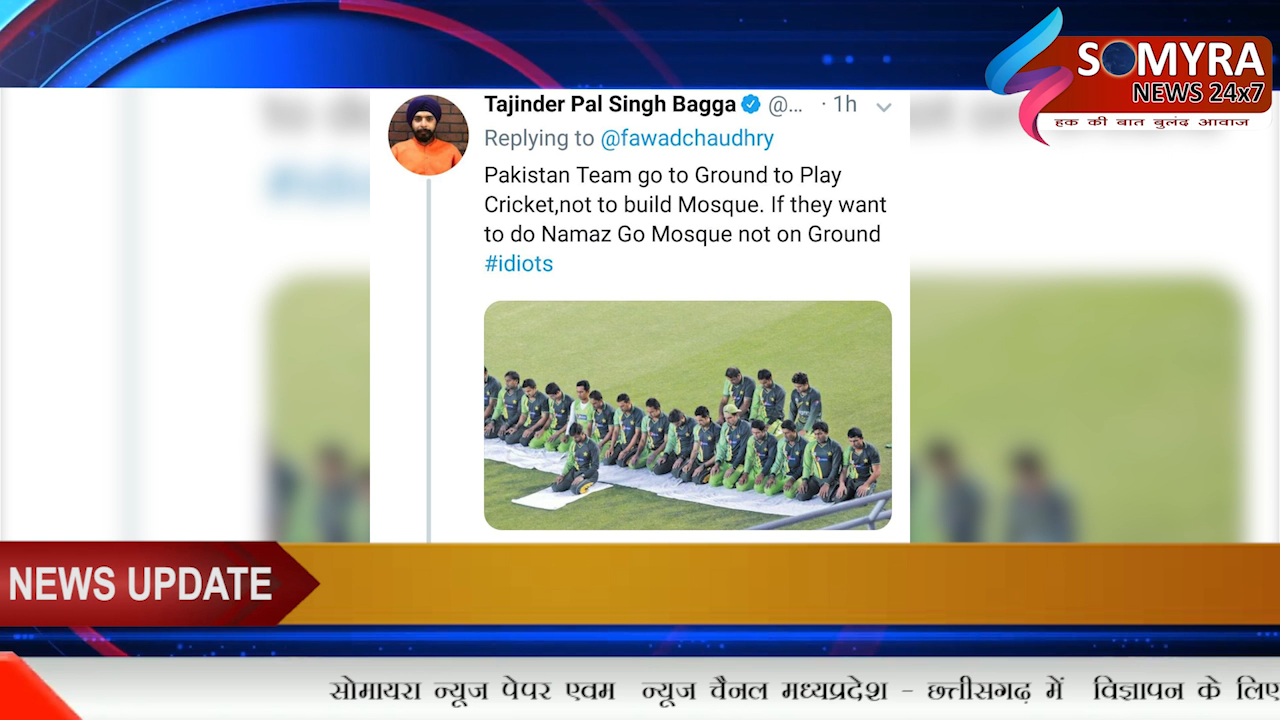 SOMYRA
NEWS 24x7
हक की बात बुलंद आवाज
Tajinder Pal Singh Bagga @... · 1h
Replying to @fawadchaudhry
Pakistan Team go to Ground to Play
Cricket,not to build Mosque. If they want
to do Namaz Go Mosque not on Ground
#idiots
NEWS UPDATE
सोमायरा न्यूज पेपर एवम न्यूज चैनल मध्यप्रदेश - छत्तीसगढ़ में विज्ञापन के लिए